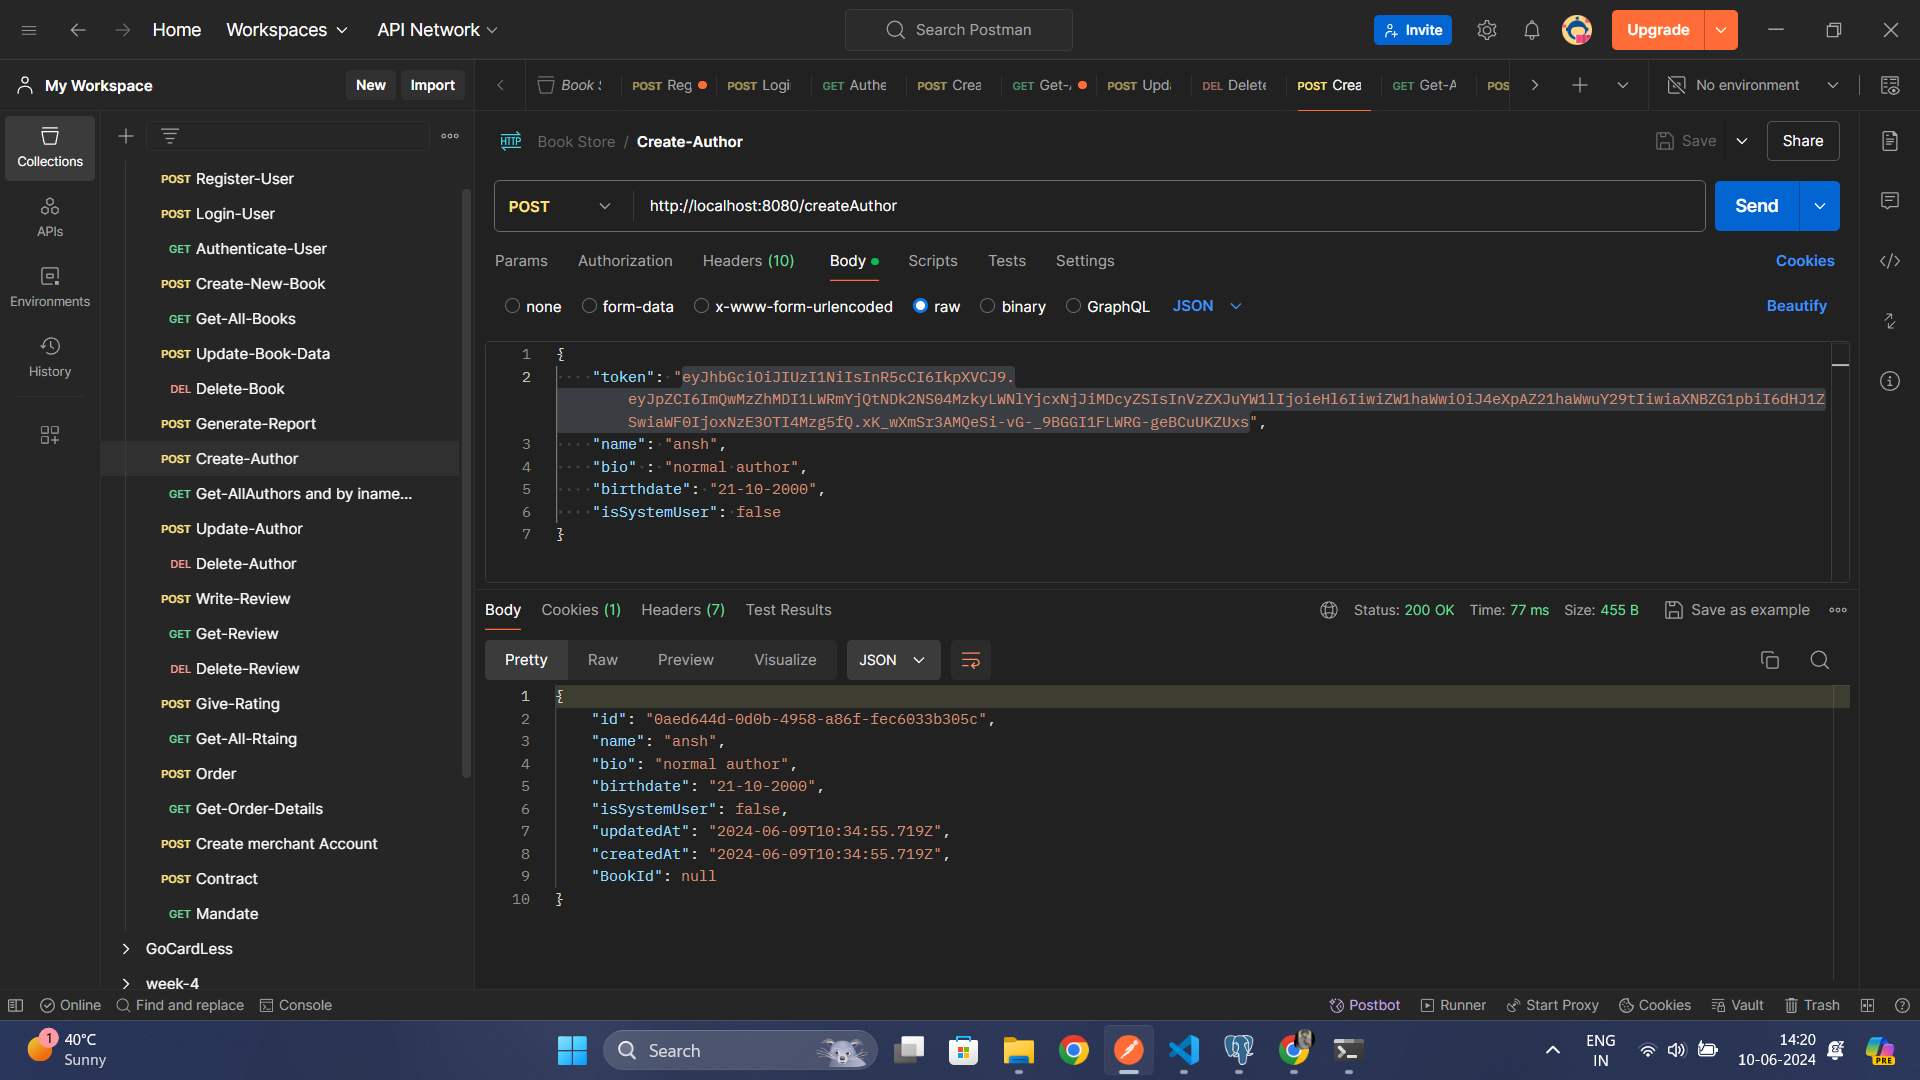 Home Workspaces API Network Search Postman Invite Upgrade
My Workspace New Import Book S POST Reg POST Logi GET Authe POST Crea GET Get-A POST Upda DEL Delete POST Crea GET Get-A POS No environment
Collections
APIs
Environments
History
POST Register-User
POST Login-User
GET Authenticate-User
POST Create-New-Book
GET Get-All-Books
POST Update-Book-Data
DEL Delete-Book
POST Generate-Report
POST Create-Author
GET Get-AllAuthors and by iname...
POST Update-Author
DEL Delete-Author
POST Write-Review
GET Get-Review
DEL Delete-Review
POST Give-Rating
GET Get-All-Rtaing
POST Order
GET Get-Order-Details
POST Create merchant Account
POST Contract
GET Mandate
GoCardLess
week-4
HTTP Book Store / Create-Author Save Share
POST http://localhost:8080/createAuthor Send
Params Authorization Headers (10) Body Scripts Tests Settings Cookies
none form-data x-www-form-urlencoded raw binary GraphQL JSON Beautify
1 {
2 "token": "eyJhbGciOiJIUzI1NiIsInR5cCI6IkpXVCJ9.
eyJpZCI6ImQwMzZhMDI1LWRmYjQtNDk2NS04MzkyLWNlYjcxNjJiMDcyZSIsInVzZXJuYW1lIjoieHl6IiwiZW1haWwiOiJ4eXpAZ21haWwuY29tIiwiaXNBZG1pbiI6dHJ1Z
SwiaWF0IjoxNzE3OTI4Mzg5fQ.xK_wXmSr3AMQeSi-vG-_9BGGI1FLWRG-geBCuUKZUxs",
3 "name": "ansh",
4 "bio" : "normal author",
5 "birthdate": "21-10-2000",
6 "isSystemUser": false
7 }
Body Cookies (1) Headers (7) Test Results Status: 200 OK Time: 77 ms Size: 455 B Save as example
Pretty Raw Preview Visualize JSON
1 {
2 "id": "0aed644d-0d0b-4958-a86f-fec6033b305c",
3 "name": "ansh",
4 "bio": "normal author",
5 "birthdate": "21-10-2000",
6 "isSystemUser": false,
7 "updatedAt": "2024-06-09T10:34:55.719Z",
8 "createdAt": "2024-06-09T10:34:55.719Z",
9 "BookId": null
10 }
Online Find and replace Console Postbot Runner Start Proxy Cookies Vault Trash
1 40°C
Sunny
Search
ENG
IN
14:20
10-06-2024
PRE